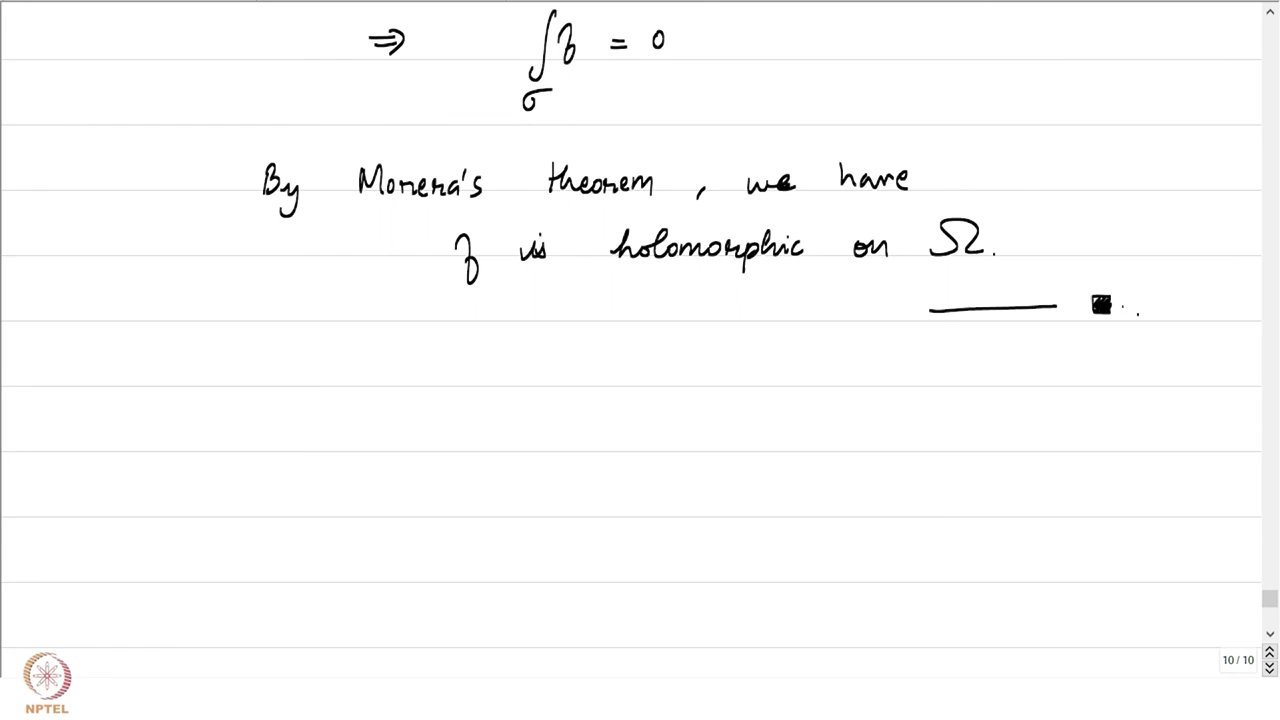 ⇒ ∫_σ f = 0
By Morera's theorem, we have
f is holomorphic on Ω.
10 / 10
NPTEL